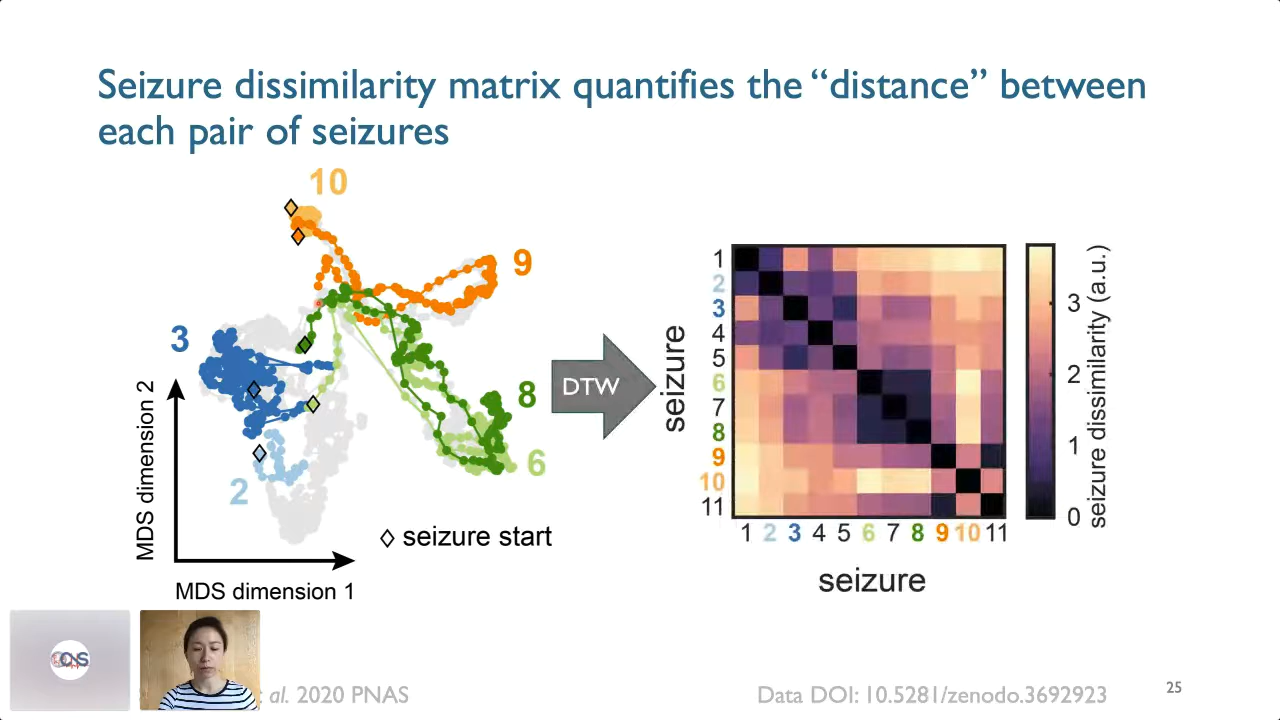 Seizure dissimilarity matrix quantifies the “distance” between
each pair of seizures
10
9
3
8
6
2
MDS dimension 2
MDS dimension 1
◇ seizure start
DTW
seizure
1
2
3
4
5
6
7
8
9
10
11
1 2 3 4 5 6 7 8 9 10 11
seizure
3
2
1
0
seizure dissimilarity (a.u.)
et al. 2020 PNAS
Data DOI: 10.5281/zenodo.3692923
25